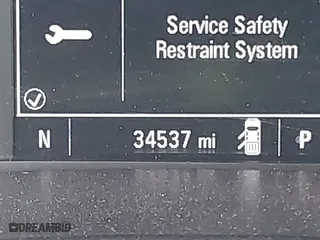 Service Safety
Restraint System
N 34537 mi P
DREAMBID